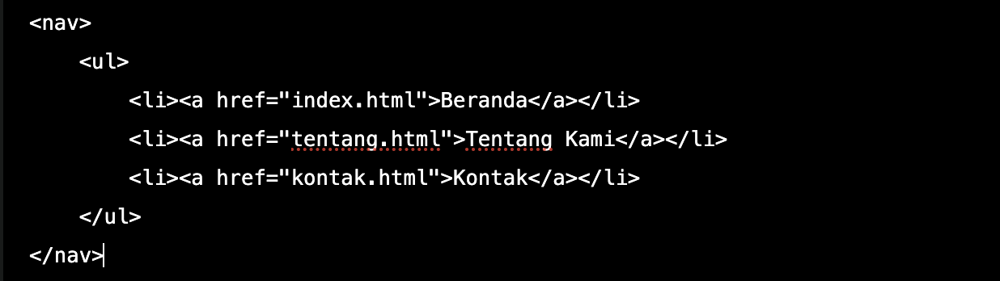 <nav>
    <ul>
        <li><a href="index.html">Beranda</a></li>
        <li><a href="tentang.html">Tentang Kami</a></li>
        <li><a href="kontak.html">Kontak</a></li>
    </ul>
</nav>